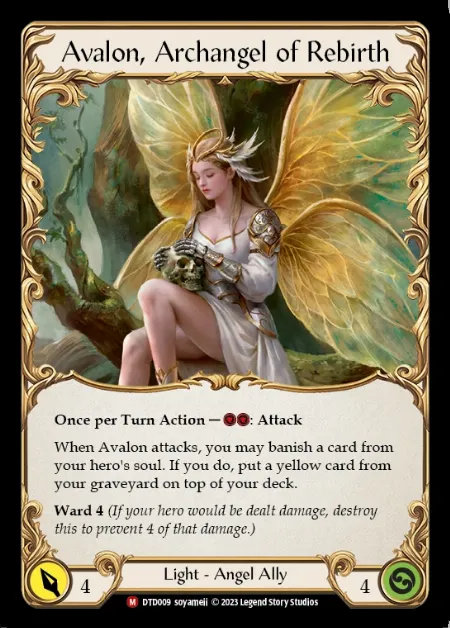 Avalon, Archangel of Rebirth
Once per Turn Action — : Attack
When Avalon attacks, you may banish a card from
your hero's soul. If you do, put a yellow card from
your graveyard on top of your deck.
Ward 4 (If your hero would be dealt damage, destroy
this to prevent 4 of that damage.)
4
Light - Angel Ally
4
M DTD009 soyameii © 2023 Legend Story Studios